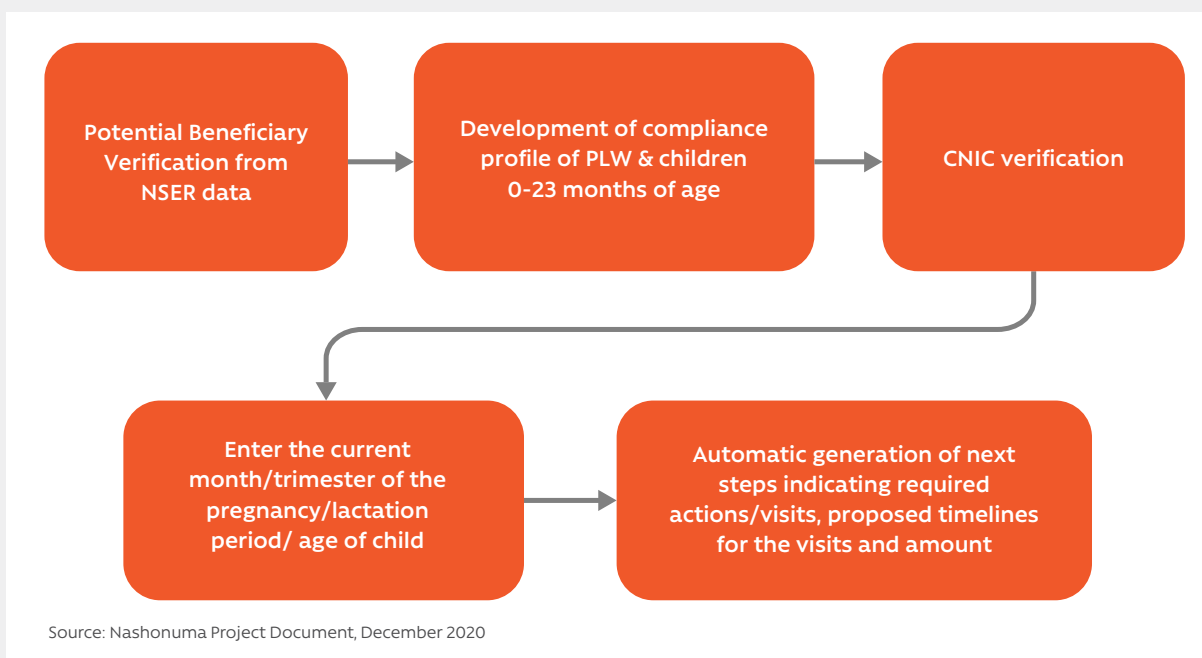 Potential Beneficiary
Verification from
NSER data
Development of compliance
profile of PLW & children
0-23 months of age
CNIC verification
Enter the current
month/trimester of the
pregnancy/lactation
period/ age of child
Automatic generation of next
steps indicating required
actions/visits, proposed timelines
for the visits and amount
Source: Nashonuma Project Document, December 2020